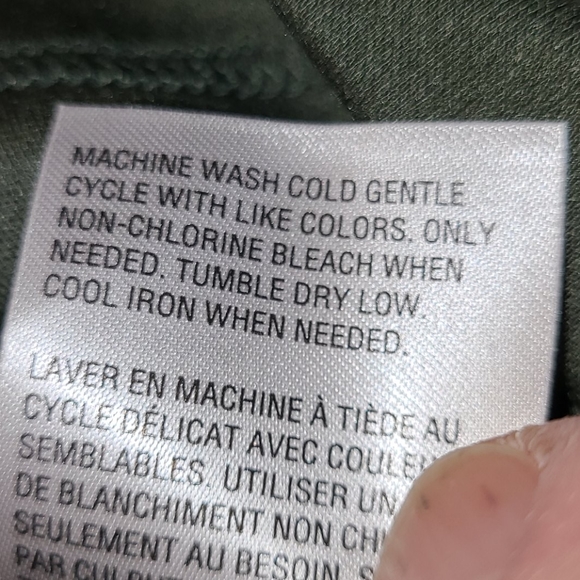 MACHINE WASH COLD GENTLE
CYCLE WITH LIKE COLORS. ONLY
NON-CHLORINE BLEACH WHEN
NEEDED. TUMBLE DRY LOW.
COOL IRON WHEN NEEDED.
LAVER EN MACHINE À TIÈDE AU
CYCLE DÉLICAT AVEC
SEMBLABLES. UTILISER
DE BLANCHIMENT NON
SEULEMENT AU BESOIN.
PAR